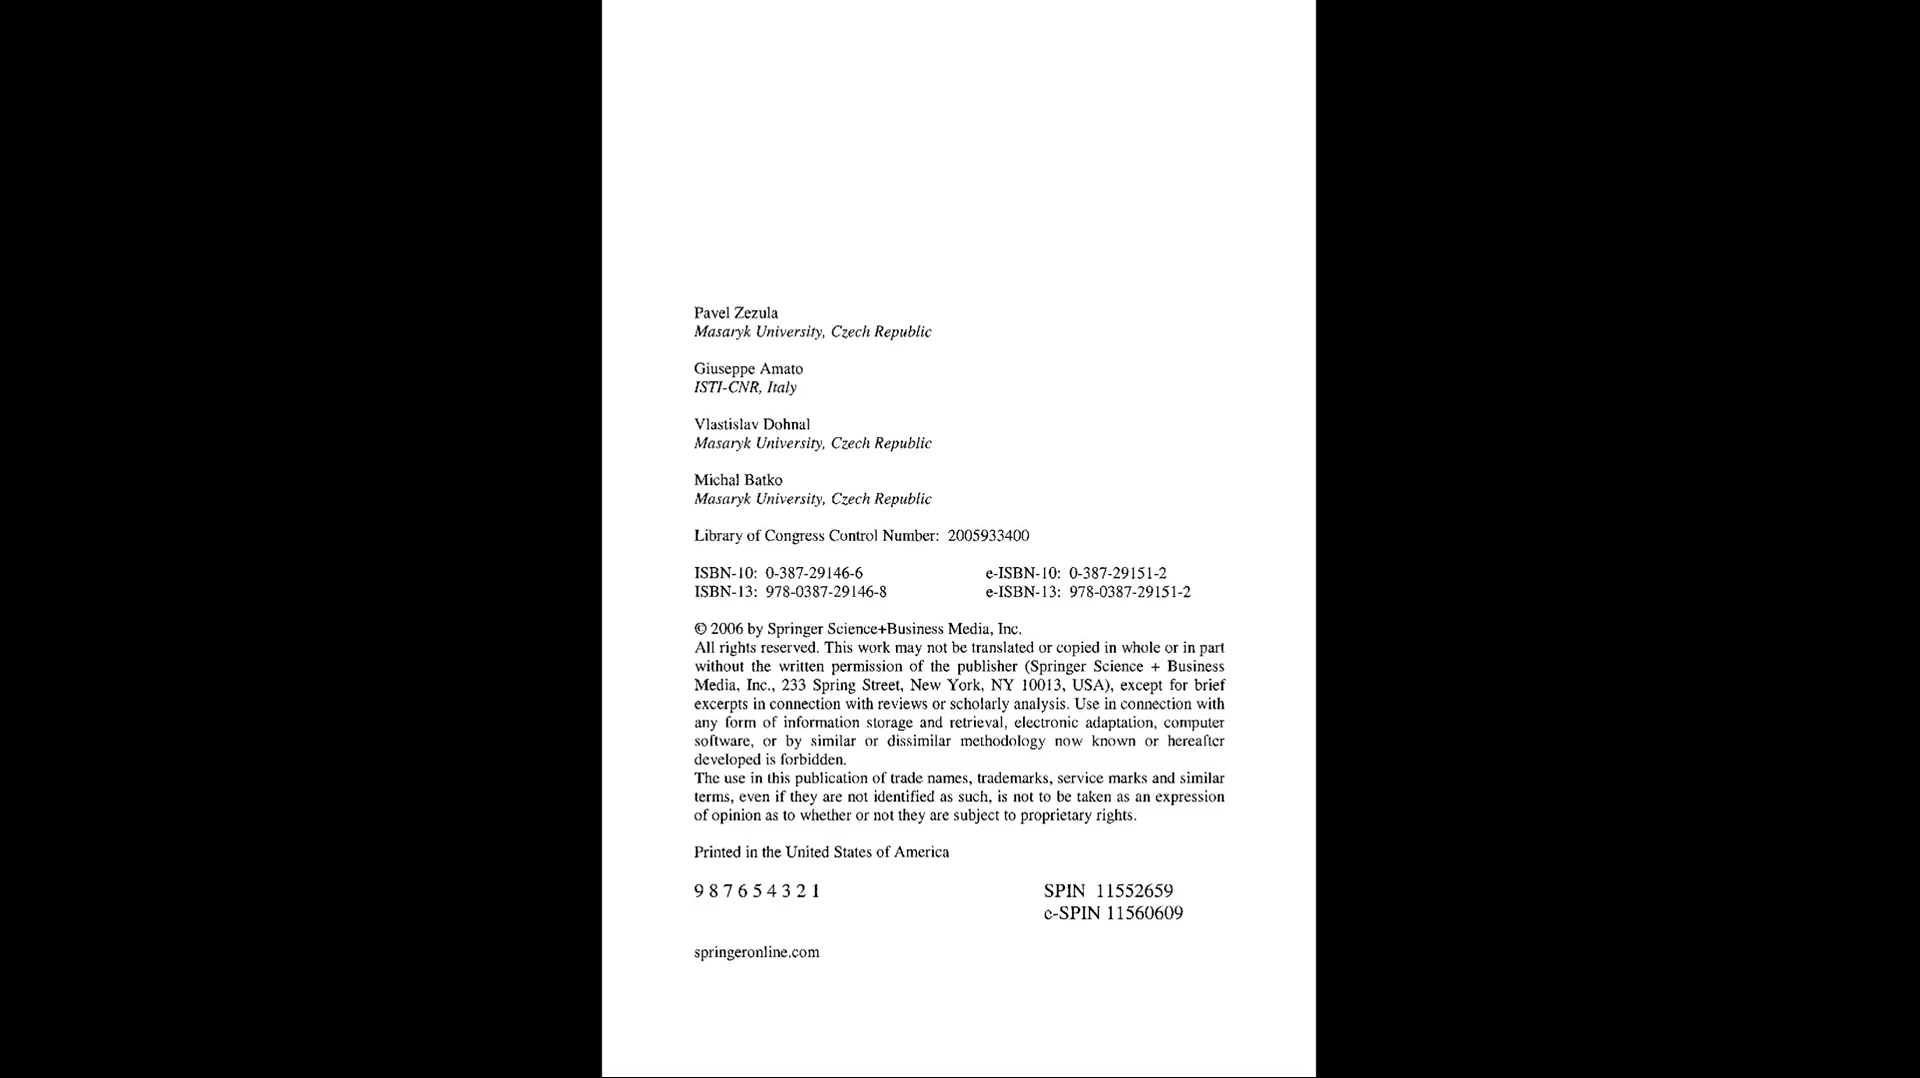 Pavel Zezula
Masaryk University, Czech Republic
Giuseppe Amato
ISTI-CNR, Italy
Vlastislav Dohnal
Masaryk University, Czech Republic
Michal Batko
Masaryk University, Czech Republic
Library of Congress Control Number: 2005933400
ISBN-10: 0-387-29146-6 e-ISBN-10: 0-387-29151-2
ISBN-13: 978-0387-29146-8 e-ISBN-13: 978-0387-29151-2
© 2006 by Springer Science+Business Media, Inc.
All rights reserved. This work may not be translated or copied in whole or in part
without the written permission of the publisher (Springer Science + Business
Media, Inc., 233 Spring Street, New York, NY 10013, USA), except for brief
excerpts in connection with reviews or scholarly analysis. Use in connection with
any form of information storage and retrieval, electronic adaptation, computer
software, or by similar or dissimilar methodology now known or hereafter
developed is forbidden.
The use in this publication of trade names, trademarks, service marks and similar
terms, even if they are not identified as such, is not to be taken as an expression
of opinion as to whether or not they are subject to proprietary rights.
Printed in the United States of America
9 8 7 6 5 4 3 2 1 SPIN 11552659
e-SPIN 11560609
springeronline.com